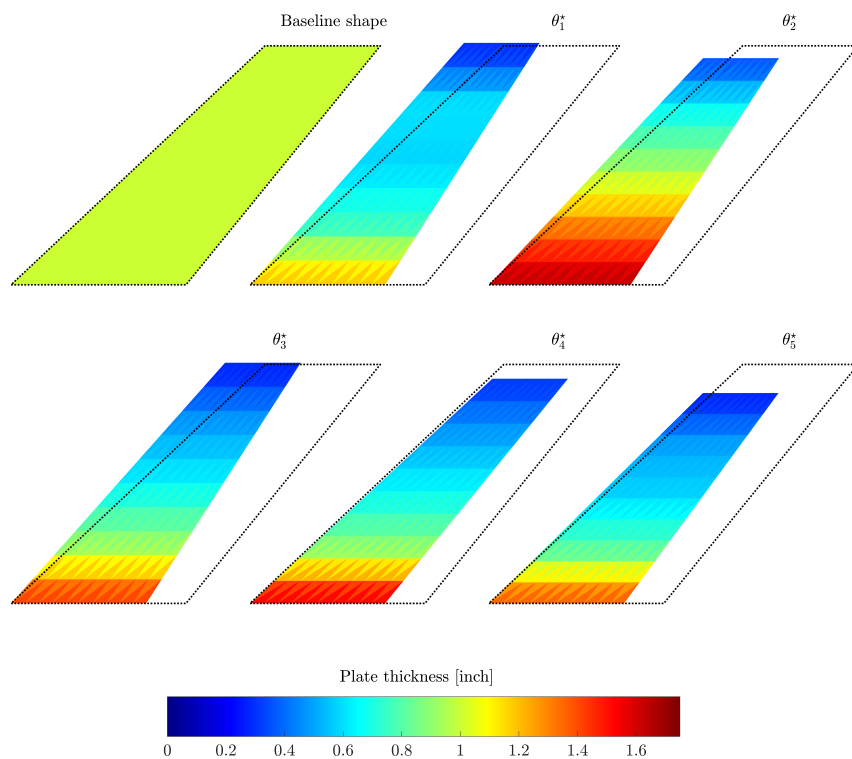 Baseline shape θ₁⋆ θ₂⋆
θ₃⋆ θ₄⋆ θ₅⋆
Plate thickness [inch]
0 0.2 0.4 0.6 0.8 1 1.2 1.4 1.6